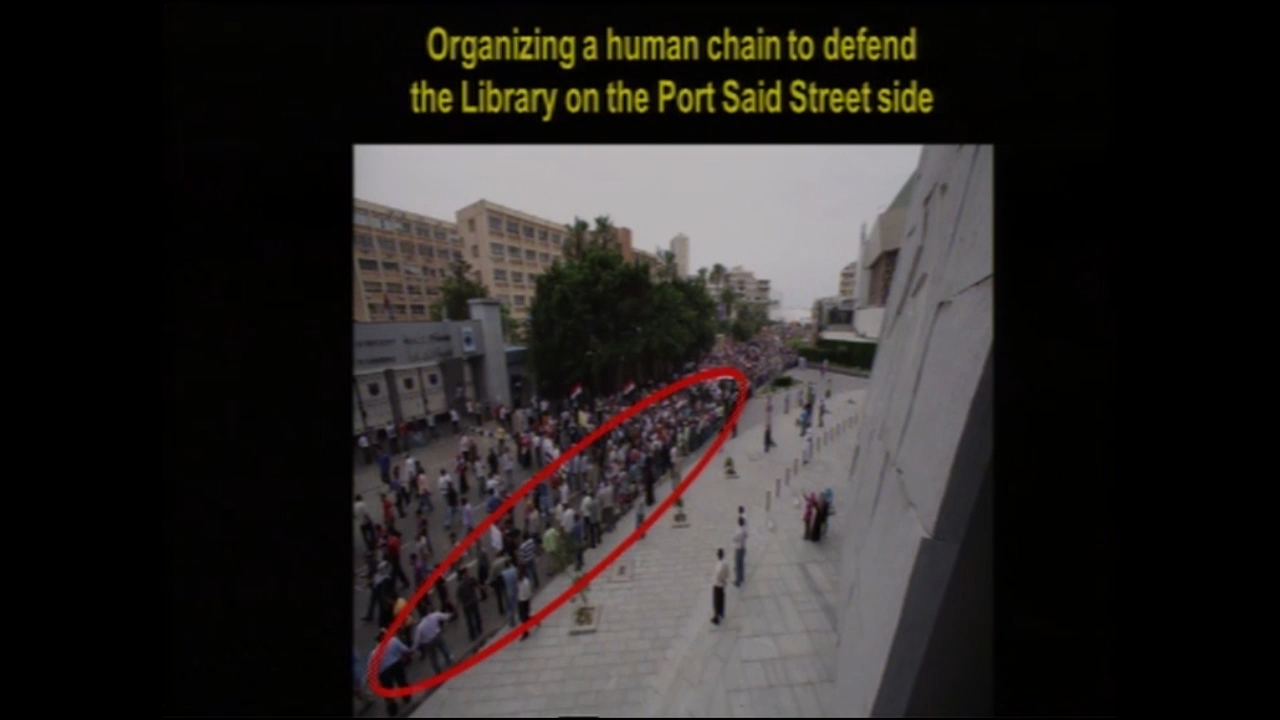 Organizing a human chain to defend
the Library on the Port Said Street side